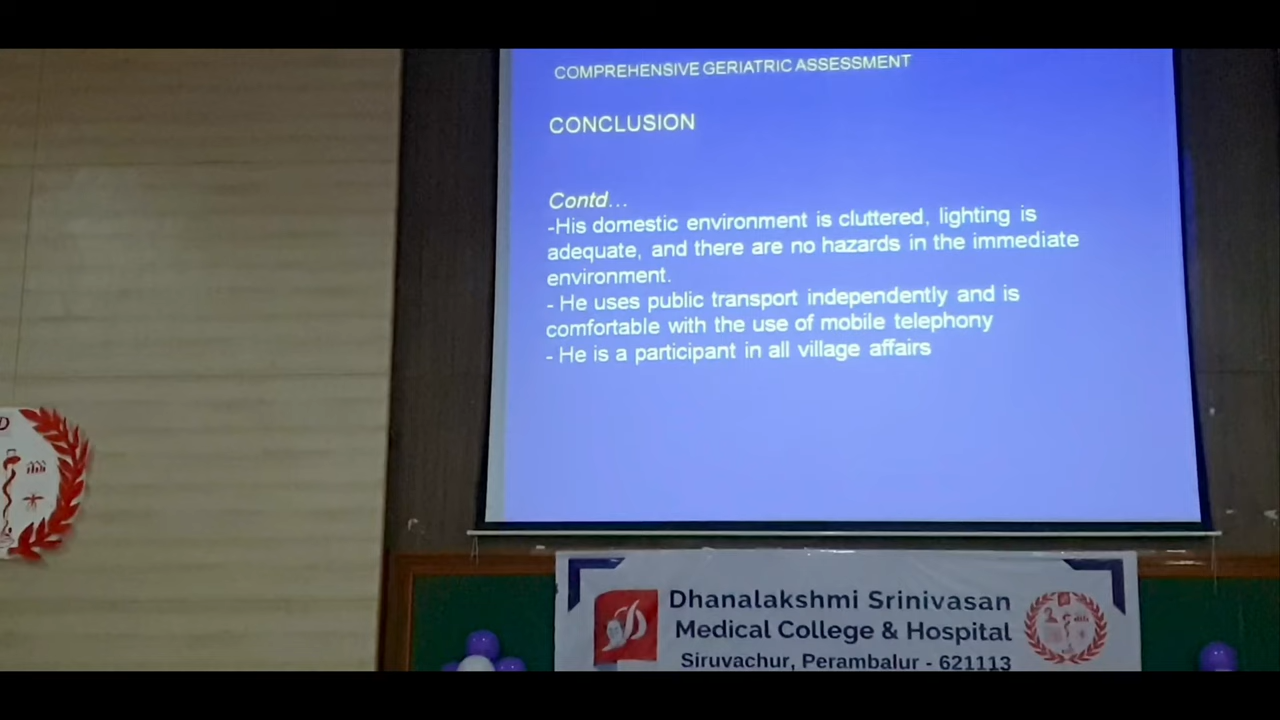 COMPREHENSIVE GERIATRIC ASSESSMENT
CONCLUSION
Contd...
-His domestic environment is cluttered, lighting is
adequate, and there are no hazards in the immediate
environment.
- He uses public transport independently and is
comfortable with the use of mobile telephony
- He is a participant in all village affairs
D
Dhanalakshmi Srinivasan
Medical College & Hospital
Siruvachur, Perambalur - 621113